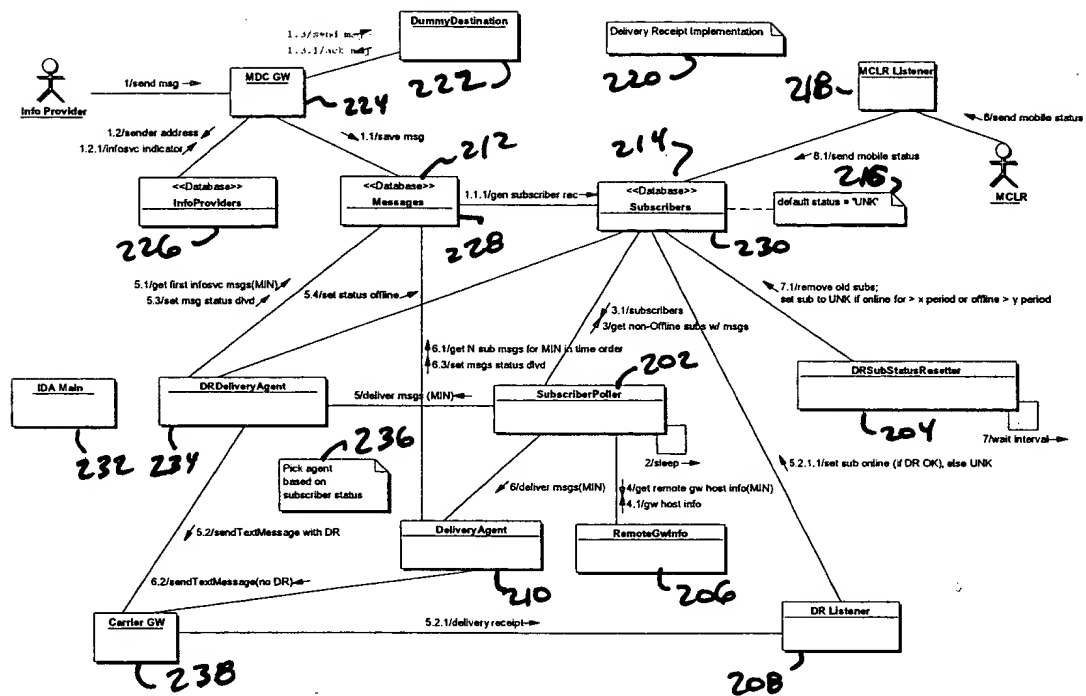 1.3/send msg
1.3.1/ack msg
DummyDestination
222
Delivery Receipt Implementation
220
Info Provider
1/send msg
MDC GW
224
MCLR Listener
218
8/send mobile status
1.2/sender address
1.2.1/infosvc indicator
1.1/save msg
8.1/send mobile status
MCLR
<<Database>>
InfoProviders
226
<<Database>>
Messages
212
228
1.1.1/gen subscriber rec
<<Database>>
Subscribers
214
230
default status = "UNK"
216
5.1/get first infosvc msgs(MIN)
5.3/set msg status dlvd
5.4/set status offline
3.1/subscribers
3/get non-Offline subs w/ msgs
7.1/remove old subs;
set sub to UNK if online for > x period or offline > y period
6.1/get N sub msgs for MIN in time order
6.3/set msgs status dlvd
IDA Main
232
DRDeliveryAgent
234
5/deliver msgs (MIN)
SubscriberPoller
202
2/sleep
DRSubStatusResetter
204
7/wait interval
Pick agent
based on
subscriber status
236
6/deliver msgs(MIN)
4/get remote gw host info(MIN)
4.1/gw host info
5.2.1.1/set sub online (if DR OK), else UNK
5.2/sendTextMessage with DR
DeliveryAgent
210
RemoteGwInfo
206
6.2/sendTextMessage(no DR)
Carrier GW
238
5.2.1/delivery receipt
DR Listener
208